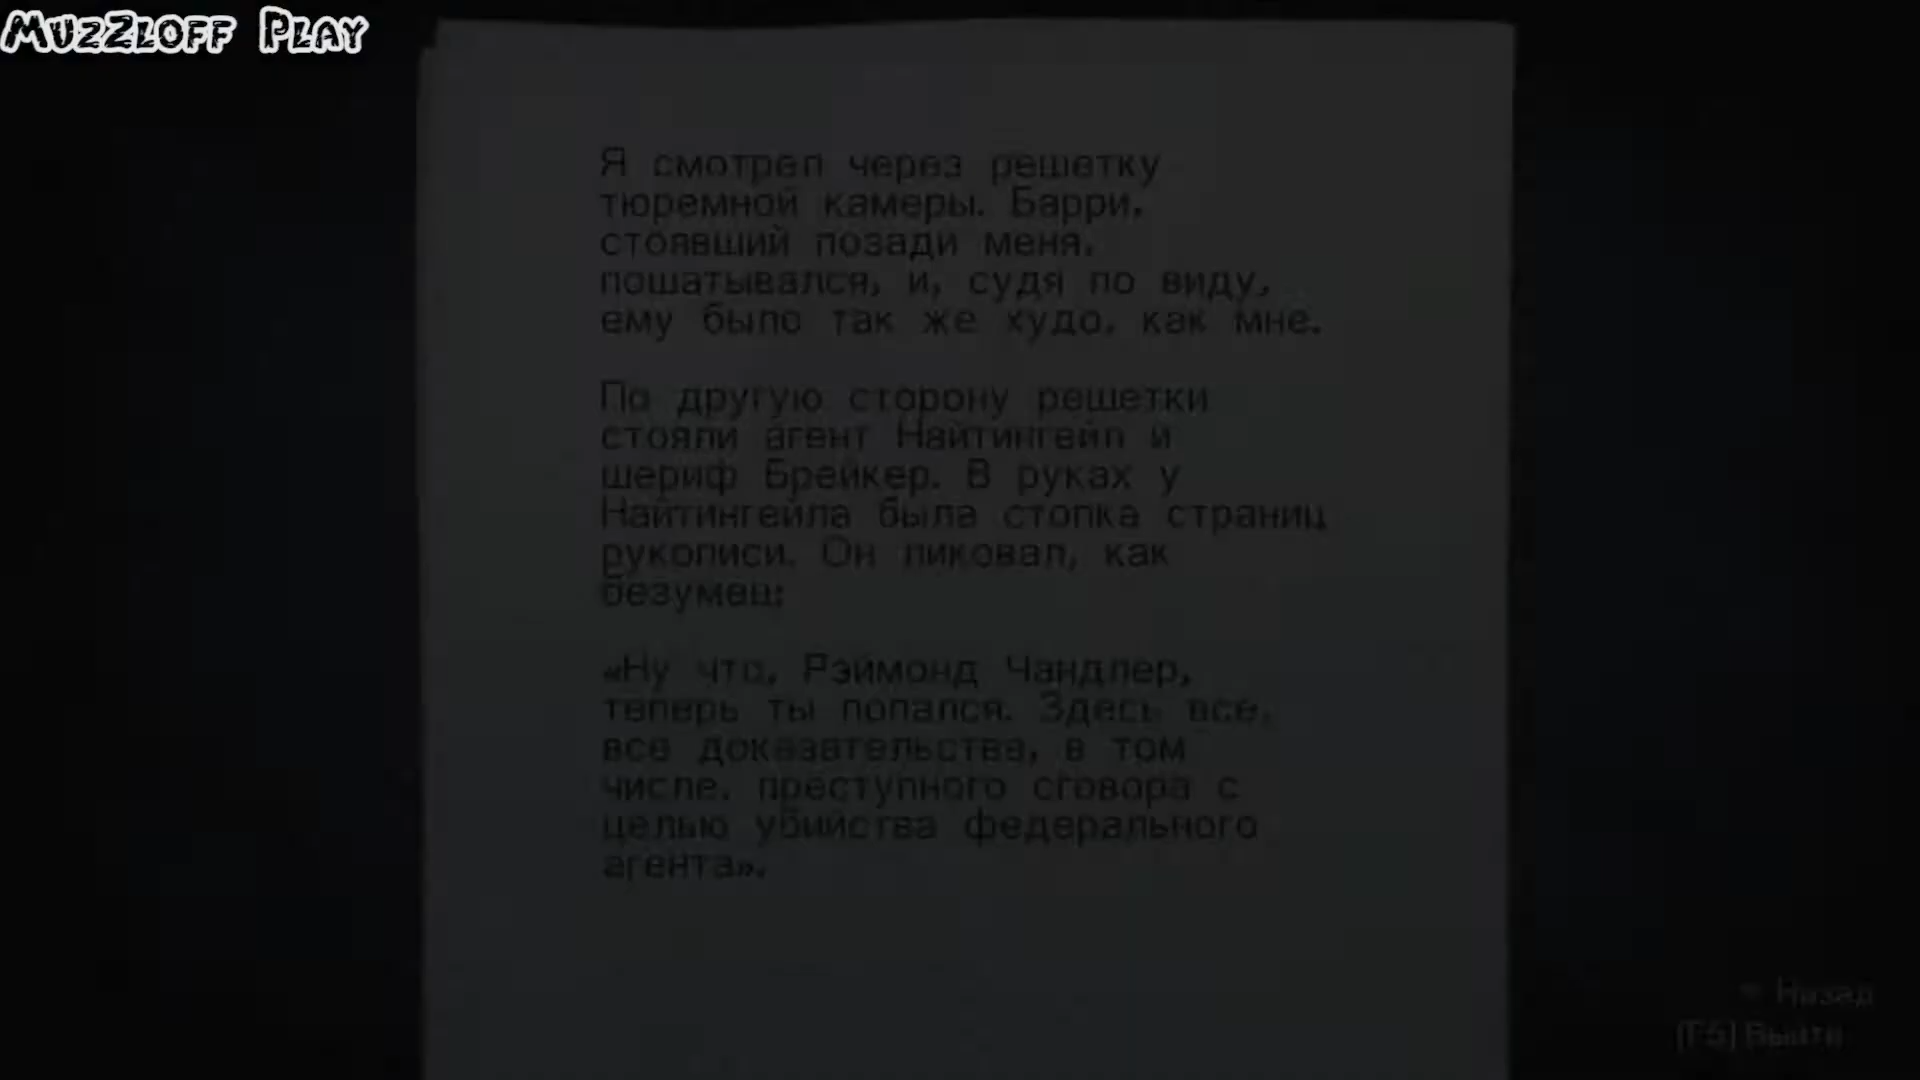 MuzZloff Play
Я смотрел через решетку
тюремной камеры. Барри,
стоявший позади меня,
пошатывался, и, судя по виду,
ему было так же худо, как мне.
По другую сторону решетки
стояли агент Найтингейл и
шериф Брейкер. В руках у
Найтингейла была стопка страниц
рукописи. Он ликовал, как
безумец:
«Ну что, Рэймонд Чандлер,
теперь ты попался. Здесь все,
все доказательства, в том
числе, преступного сговора с
целью убийства федерального
агента».
Назад
[F5] Выйти